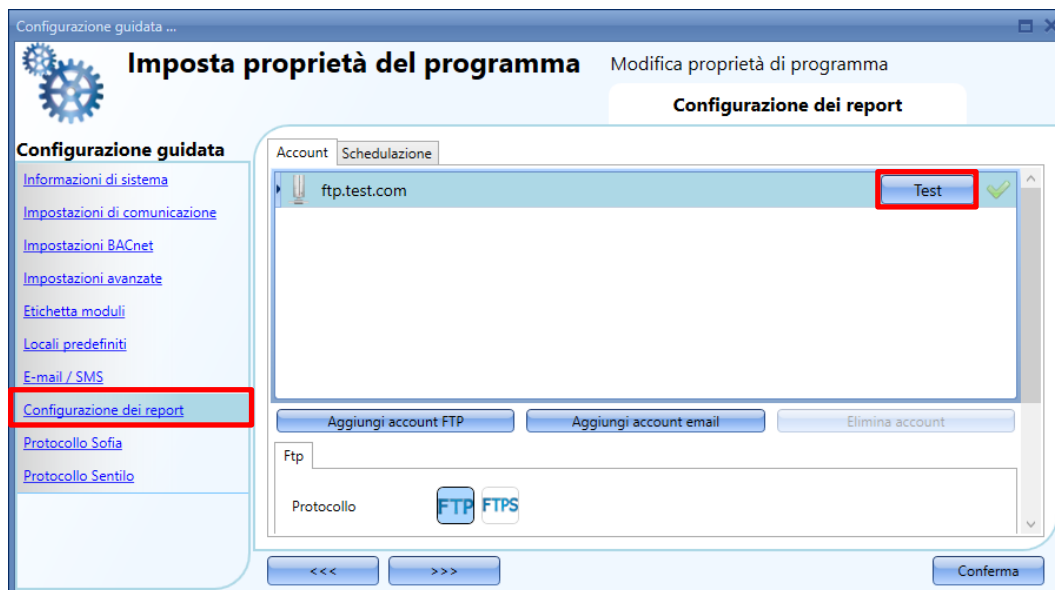 Configurazione guidata ...
Imposta proprietà del programma
Modifica proprietà di programma
Configurazione dei report
Configurazione guidata
Informazioni di sistema
Impostazioni di comunicazione
Impostazioni BACnet
Impostazioni avanzate
Etichetta moduli
Locali predefiniti
E-mail / SMS
Configurazione dei report
Protocollo Sofia
Protocollo Sentilo
Account Schedulazione
ftp.test.com Test
Aggiungi account FTP Aggiungi account email Elimina account
Ftp
Protocollo FTP FTPS
<<< >>> Conferma